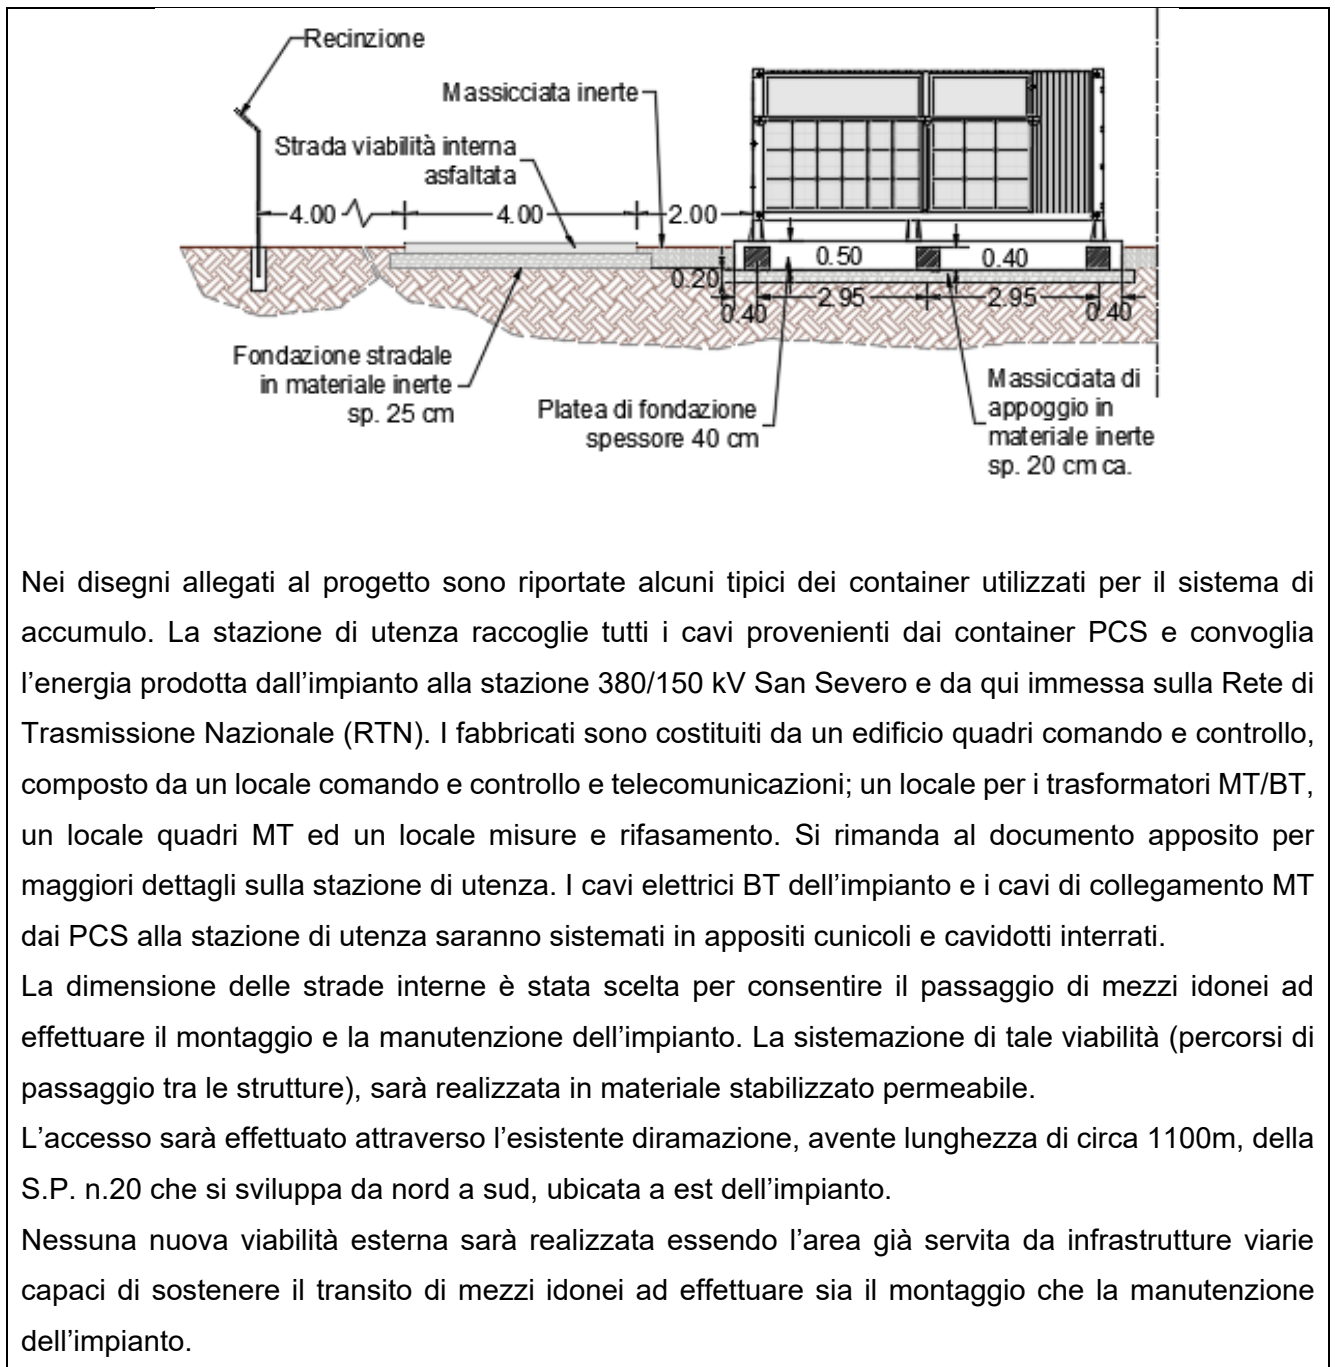 Recinzione
Massicciata inerte
Strada viabilità interna
asfaltata
4.00
4.00
2.00
0.50
0.40
0.20
2.95
2.95
0.40
0.40
Fondazione stradale
in materiale inerte
sp. 25 cm
Platea di fondazione
spessore 40 cm
Massicciata di
appoggio in
materiale inerte
sp. 20 cm ca.
Nei disegni allegati al progetto sono riportate alcuni tipici dei container utilizzati per il sistema di
accumulo. La stazione di utenza raccoglie tutti i cavi provenienti dai container PCS e convoglia
l’energia prodotta dall’impianto alla stazione 380/150 kV San Severo e da qui immessa sulla Rete di
Trasmissione Nazionale (RTN). I fabbricati sono costituiti da un edificio quadri comando e controllo,
composto da un locale comando e controllo e telecomunicazioni; un locale per i trasformatori MT/BT,
un locale quadri MT ed un locale misure e rifasamento. Si rimanda al documento apposito per
maggiori dettagli sulla stazione di utenza. I cavi elettrici BT dell’impianto e i cavi di collegamento MT
dai PCS alla stazione di utenza saranno sistemati in appositi cunicoli e cavidotti interrati.
La dimensione delle strade interne è stata scelta per consentire il passaggio di mezzi idonei ad
effettuare il montaggio e la manutenzione dell’impianto. La sistemazione di tale viabilità (percorsi di
passaggio tra le strutture), sarà realizzata in materiale stabilizzato permeabile.
L’accesso sarà effettuato attraverso l’esistente diramazione, avente lunghezza di circa 1100m, della
S.P. n.20 che si sviluppa da nord a sud, ubicata a est dell’impianto.
Nessuna nuova viabilità esterna sarà realizzata essendo l’area già servita da infrastrutture viarie
capaci di sostenere il transito di mezzi idonei ad effettuare sia il montaggio che la manutenzione
dell’impianto.